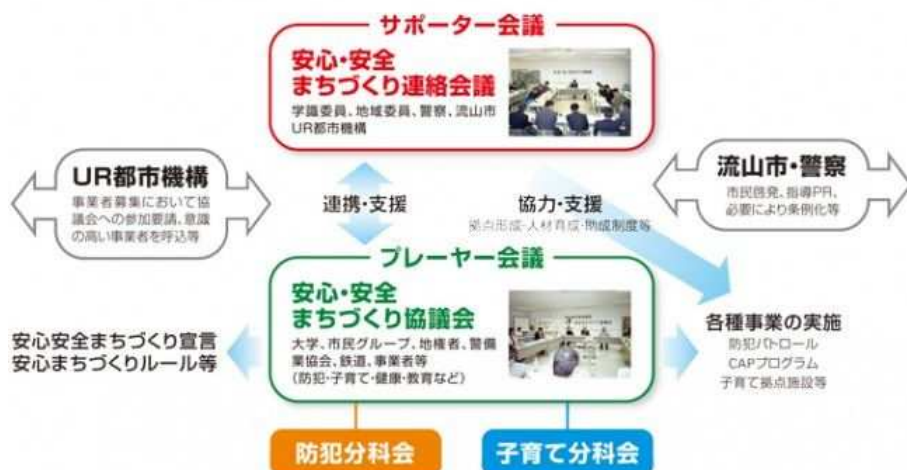 サポーター会議
安心・安全
まちづくり連絡会議
学識委員、地域委員、警察、流山市
UR都市機構
UR都市機構
事業者募集において協
議会への参加要請、意識
の高い事業者を呼込等
連携・支援
協力・支援
拠点形成・人材育成・助成制度等
流山市・警察
市民啓発、指導PR、
必要により条例化等
プレーヤー会議
安心・安全
まちづくり協議会
大学、市民グループ、地権者、警備
業協会、鉄道、事業者等
(防犯・子育て・健康・教育など)
安心安全まちづくり宣言
安心まちづくりルール等
各種事業の実施
防犯パトロール
CAPプログラム
子育て拠点施設等
防犯分科会
子育て分科会